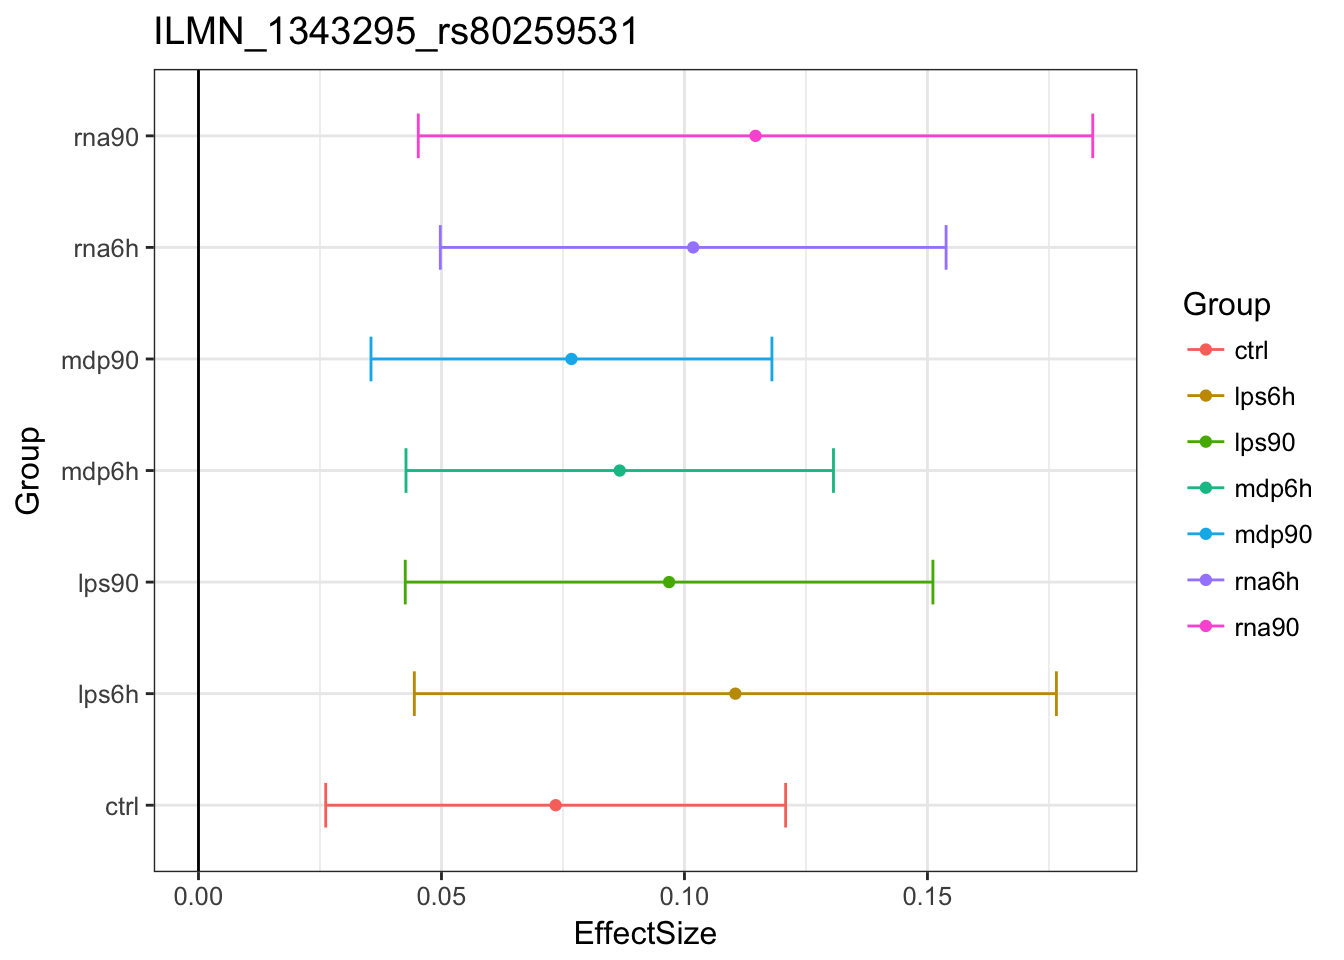 ILMN_1343295_rs80259531
rna90
rna6h
mdp90
mdp6h
lps90
lps6h
ctrl
Group
0.00 0.05 0.10 0.15
EffectSize
Group
ctrl
lps6h
lps90
mdp6h
mdp90
rna6h
rna90